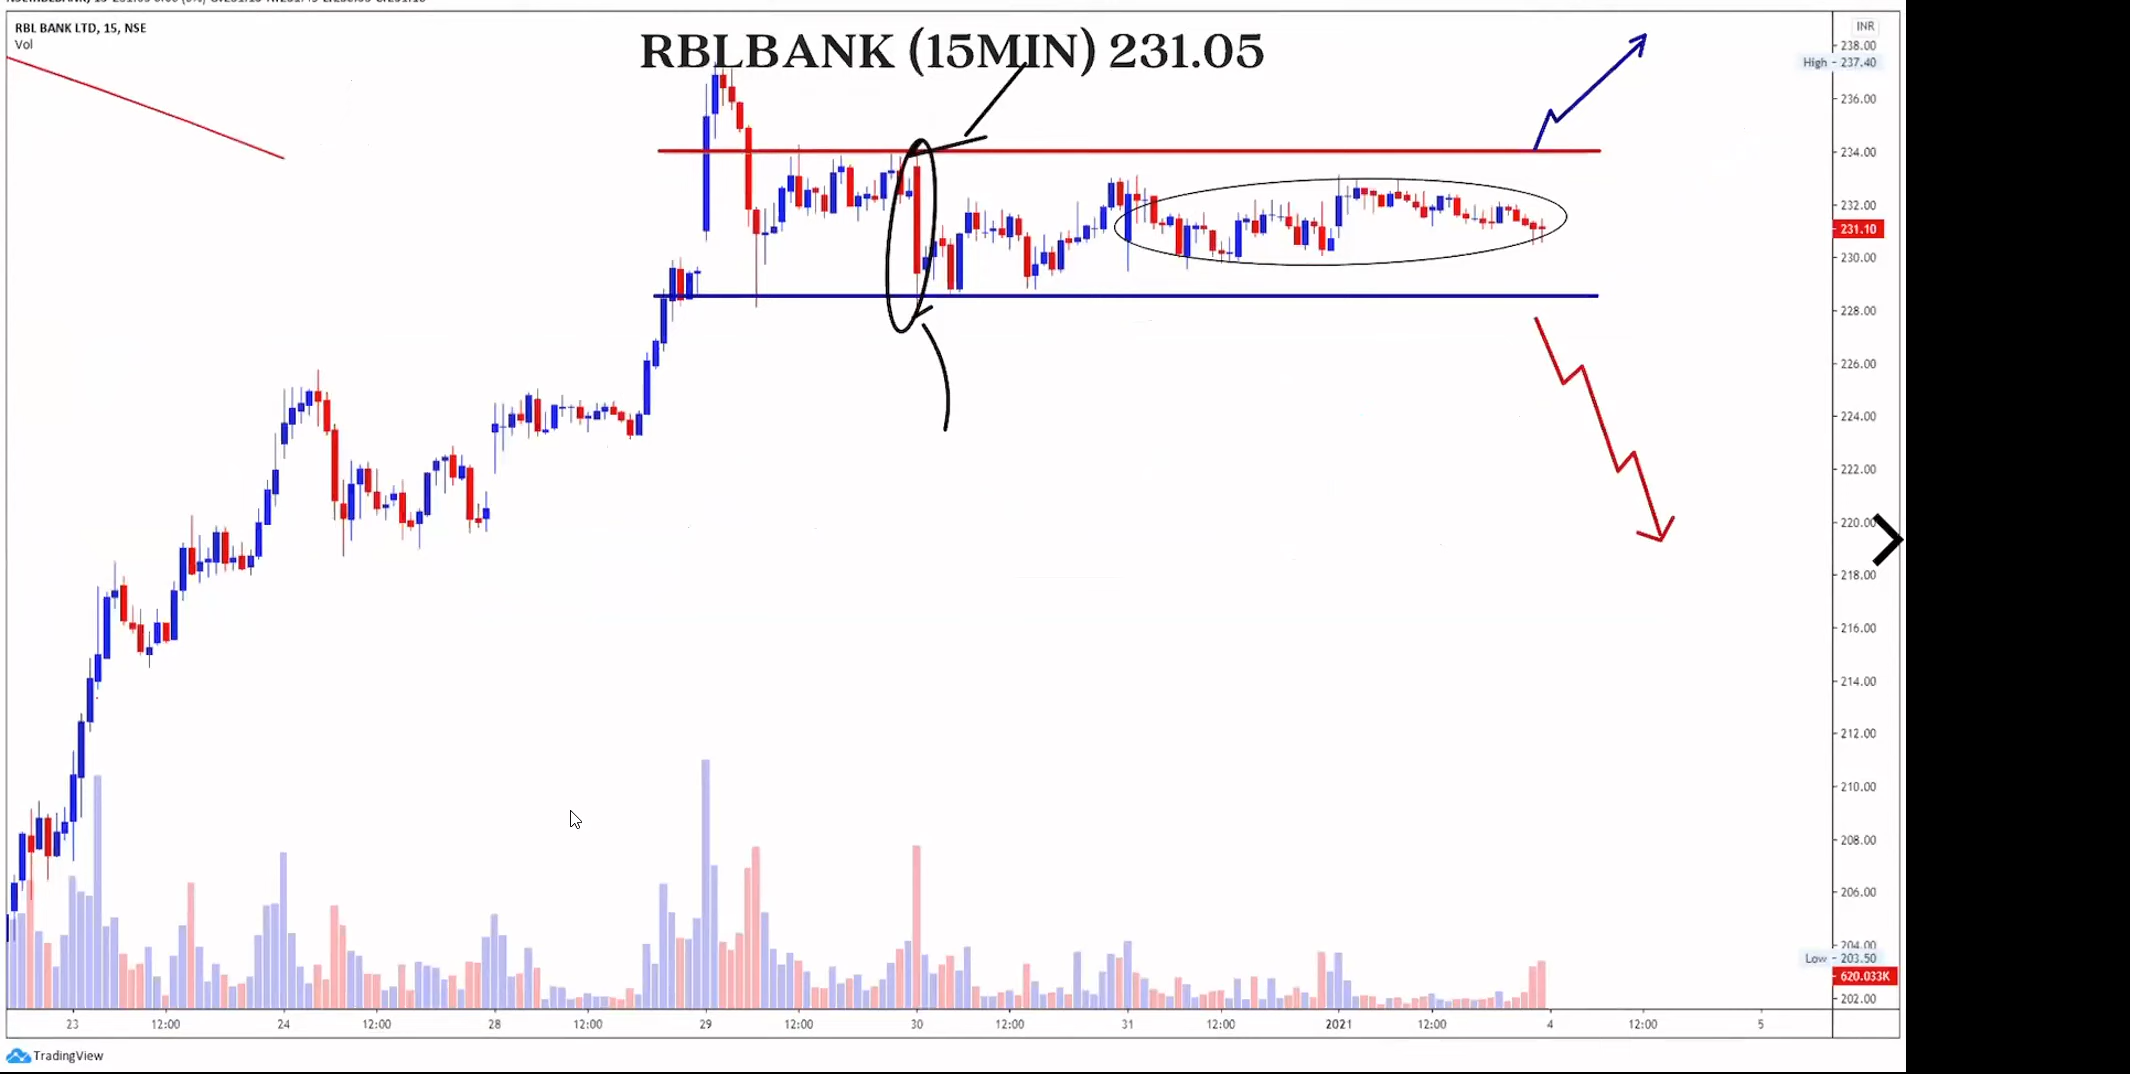 RBL BANK LTD, 15, NSE
Vol
RBLBANK (15MIN) 231.05
INR
238.00
High - 237.40
236.00
234.00
232.00
231.10
230.00
228.00
226.00
224.00
222.00
220.00
218.00
216.00
214.00
212.00
210.00
208.00
206.00
204.00
Low - 203.50
620.033K
202.00
23 12:00 24 12:00 28 12:00 29 12:00 30 12:00 31 12:00 2021 12:00 4 12:00 5
TradingView